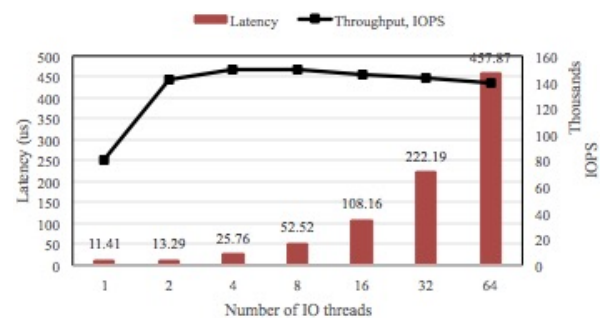 Latency Throughput, IOPS
500 450 400 350 300 250 200 150 100 50 0
Latency (us)
11.41 13.29 25.76 52.52 108.16 222.19 457.87
160 140 120 100 80 60 40 20 0
Thousands
IOPS
1 2 4 8 16 32 64
Number of IO threads